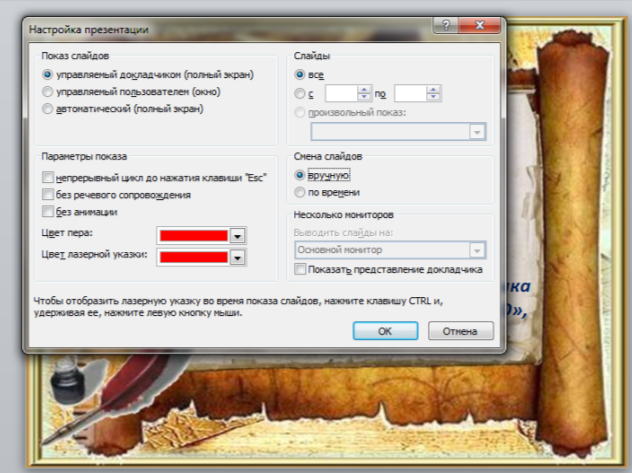 Настройка презентации
Показ слайдов
управляемый докладчиком (полный экран)
управляемый пользователем (окно)
автоматический (полный экран)
Слайды
все
с по
произвольный показ:
Параметры показа
непрерывный цикл до нажатия клавиши "Esc"
без речевого сопровождения
без анимации
Цвет пера:
Цвет лазерной указки:
Смена слайдов
вручную
по времени
Несколько мониторов
Выводить слайды на:
Основной монитор
Показать представление докладчика
Чтобы отобразить лазерную указку во время показа слайдов, нажмите клавишу CTRL и,
удерживая ее, нажмите левую кнопку мыши.
ОК Отмена